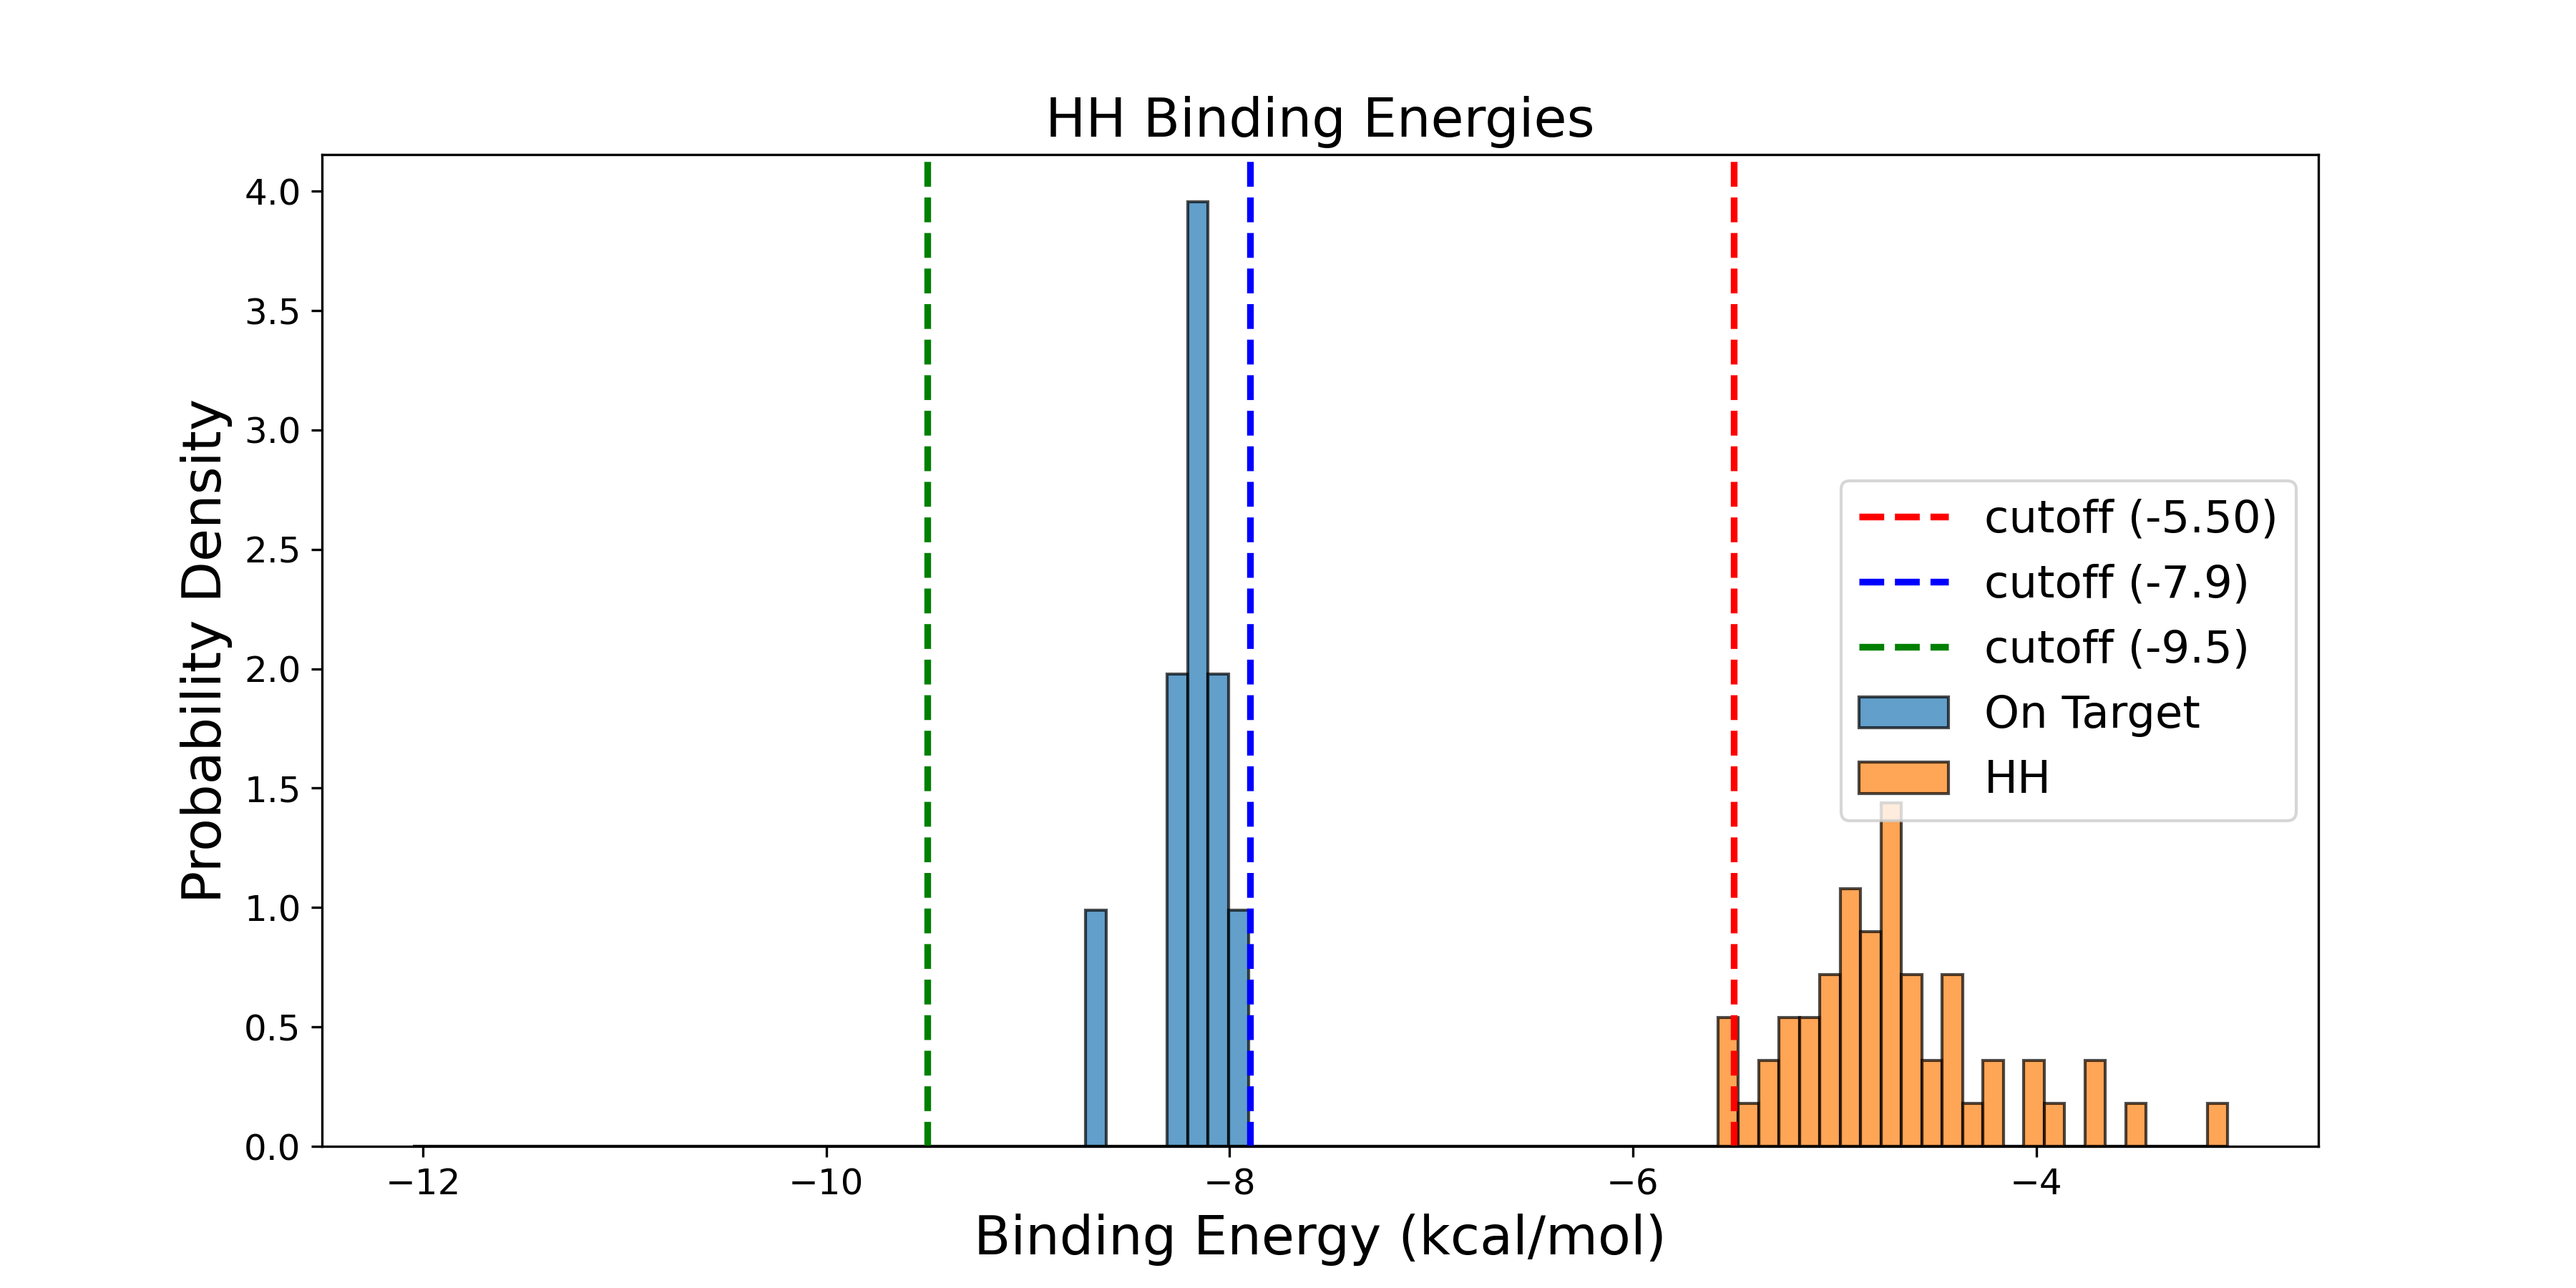 HH Binding Energies
Probability Density
4.0
3.5
3.0
2.5
2.0
1.5
1.0
0.5
0.0
cutoff (-5.50)
cutoff (-7.9)
cutoff (-9.5)
On Target
HH
−12
−10
−8
−6
−4
Binding Energy (kcal/mol)